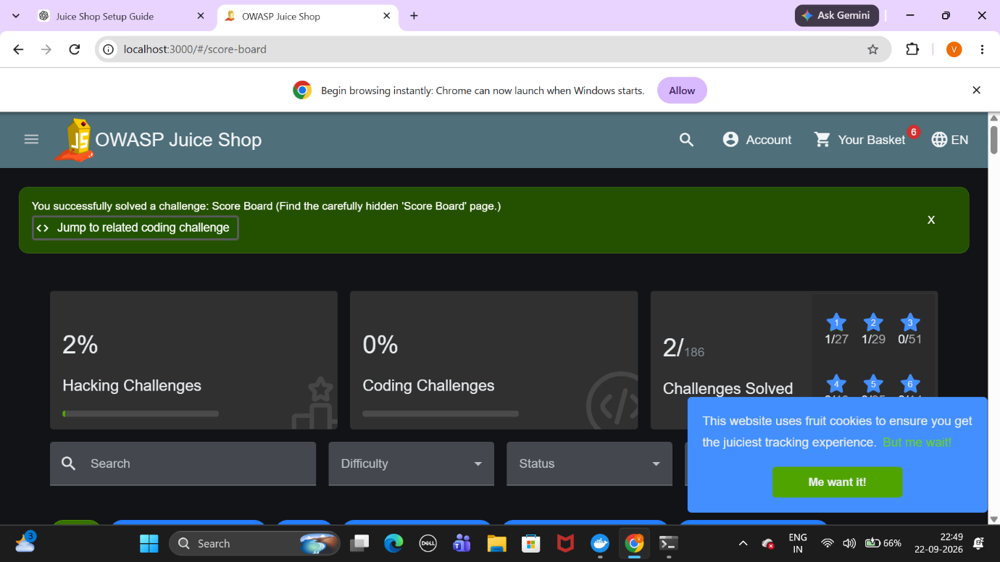 Juice Shop Setup Guide
OWASP Juice Shop
Ask Gemini
localhost:3000/#/score-board
V
Begin browsing instantly: Chrome can now launch when Windows starts.
Allow
JS
OWASP Juice Shop
Account
Your Basket
6
EN
You successfully solved a challenge: Score Board (Find the carefully hidden 'Score Board' page.)
<> Jump to related coding challenge
X
2%
Hacking Challenges
0%
Coding Challenges
2/186
Challenges Solved
1 2 3
1/27 1/29 0/51
4 5 6
This website uses fruit cookies to ensure you get
the juiciest tracking experience. But me wait!
Me want it!
Search
Difficulty
Status
3
Search
DELL
ENG
IN
66%
22:49
22-09-2026